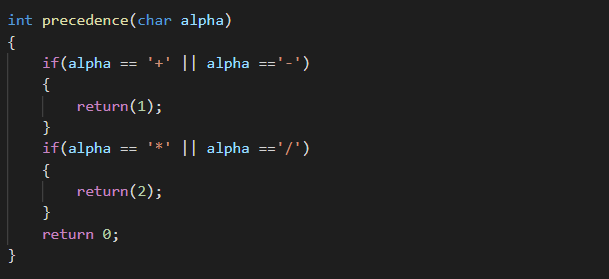 int precedence(char alpha)
{
    if(alpha == '+' || alpha =='-')
    {
        return(1);
    }
    if(alpha == '*' || alpha =='/')
    {
        return(2);
    }
    return 0;
}